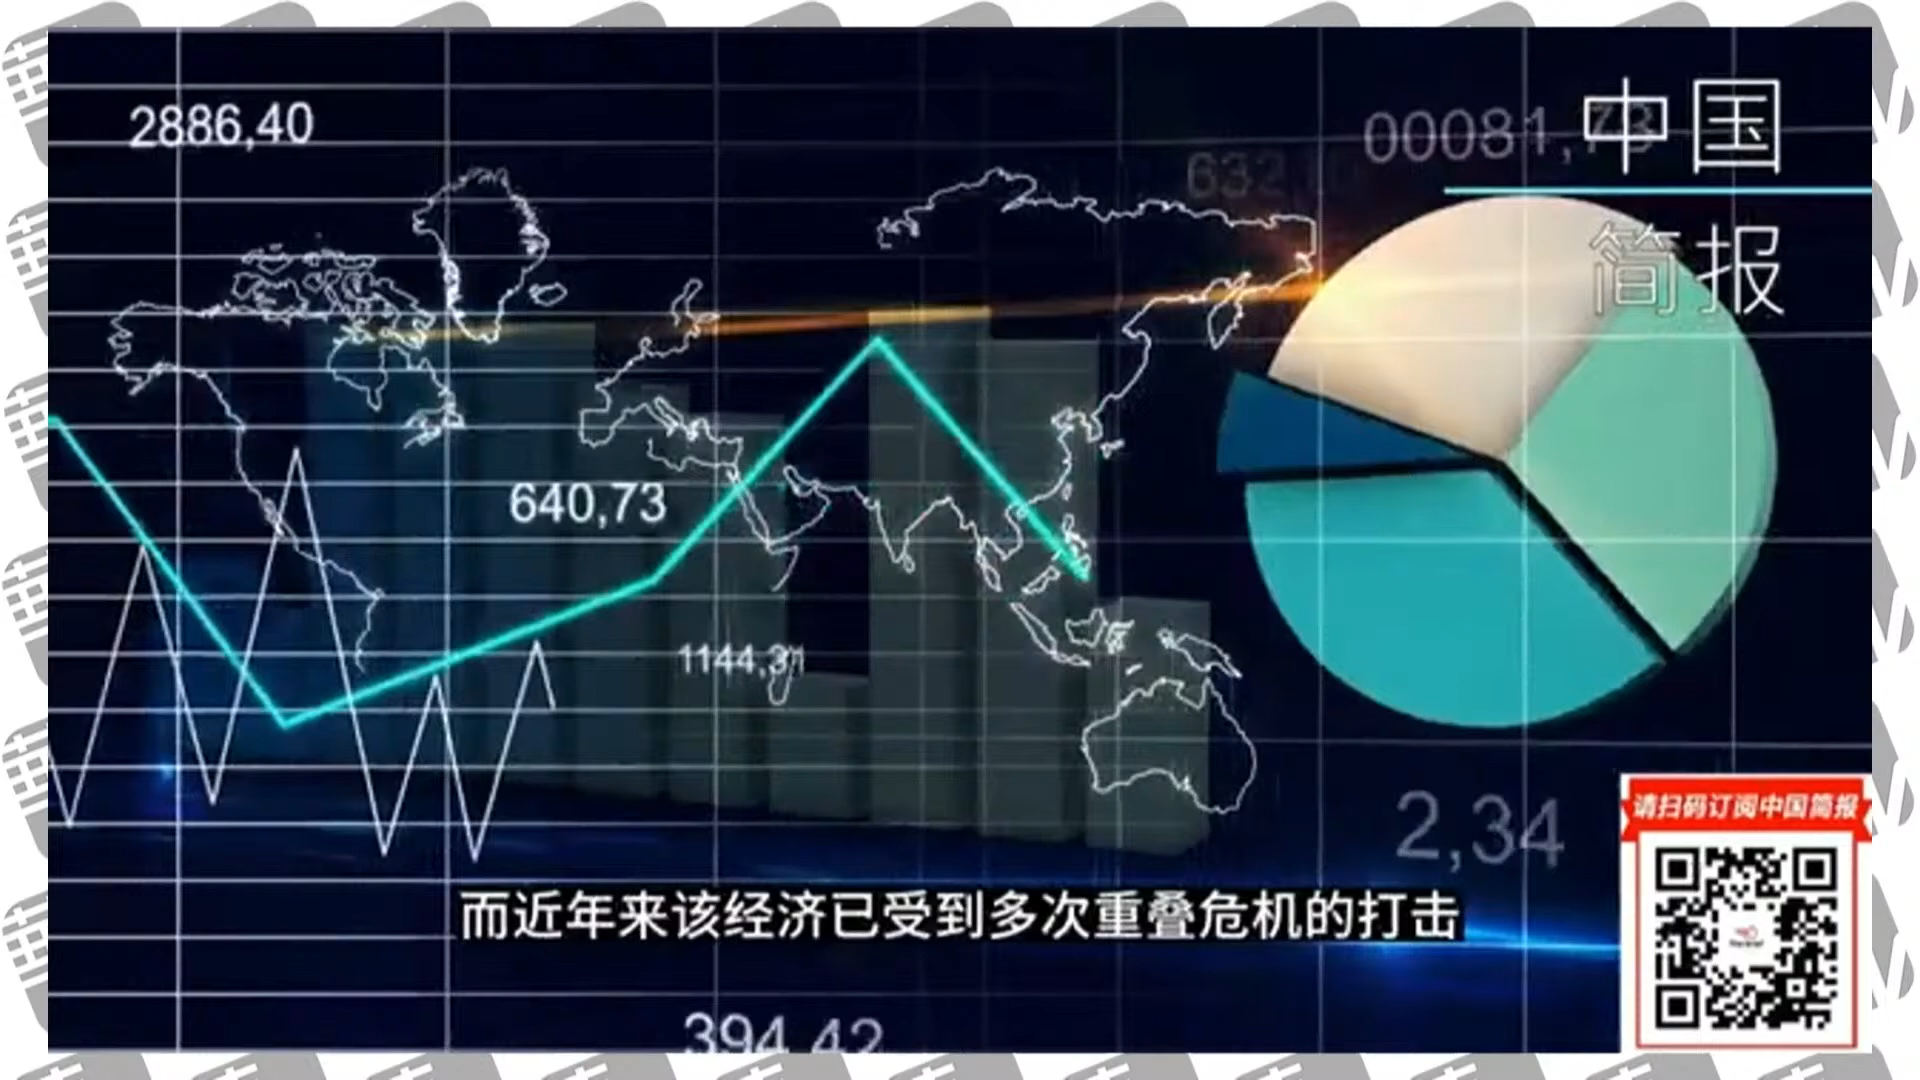 2886,40
00081,73
中国
632
简报
640,73
1144,31
2,34
请扫码订阅中国简报
而近年来该经济已受到多次重叠危机的打击
394,42